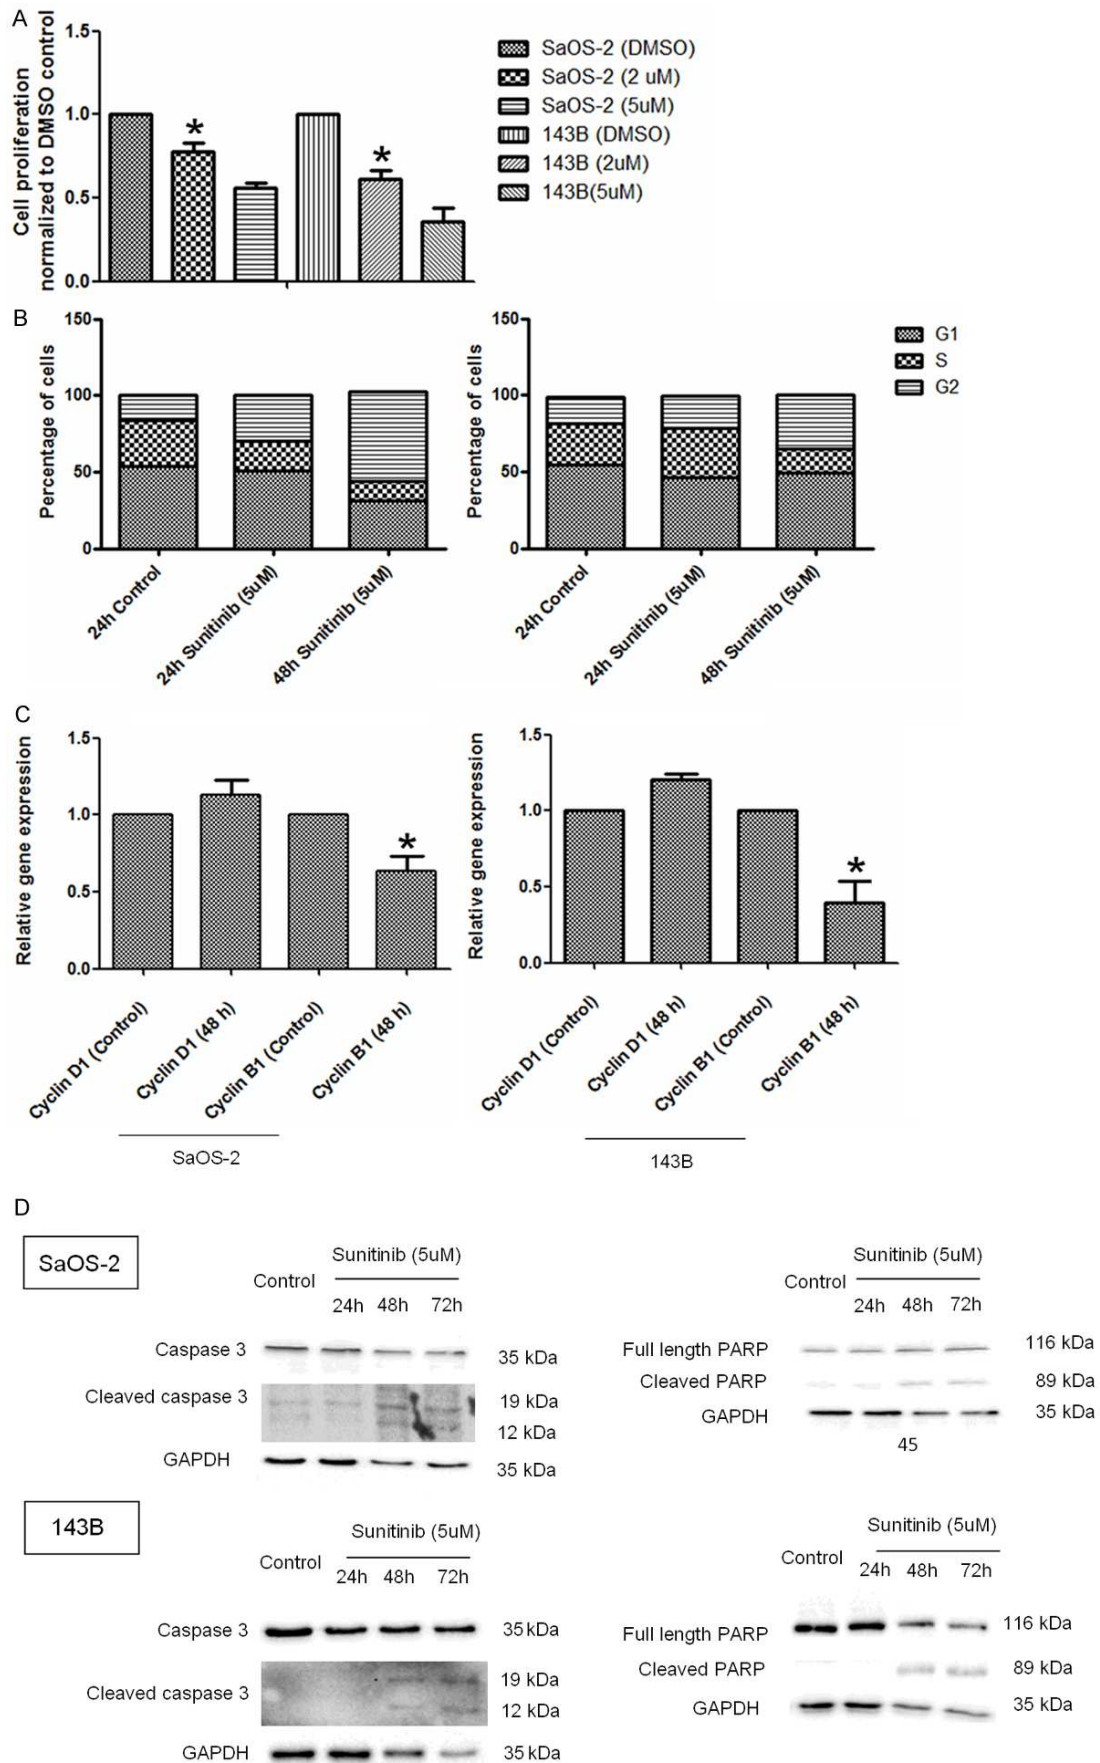 A
Cell proliferation
normalized to DMSO control
1.5
1.0
0.5
0.0
*
*
SaOS-2 (DMSO)
SaOS-2 (2 uM)
SaOS-2 (5uM)
143B (DMSO)
143B (2uM)
143B(5uM)
B
Percentage of cells
150
100
50
0
24h Control
24h Sunitinib (5uM)
48h Sunitinib (5uM)
Percentage of cells
150
100
50
0
24h Control
24h Sunitinib (5uM)
48h Sunitinib (5uM)
G1
S
G2
C
Relative gene expression
1.5
1.0
0.5
0.0
*
Cyclin D1 (Control)
Cyclin D1 (48 h)
Cyclin B1 (Control)
Cyclin B1 (48 h)
SaOS-2
Relative gene expression
1.5
1.0
0.5
0.0
*
Cyclin D1 (Control)
Cyclin D1 (48 h)
Cyclin B1 (Control)
Cyclin B1 (48 h)
143B
D
SaOS-2
Sunitinib (5uM)
Control
24h 48h 72h
Caspase 3
35 kDa
Cleaved caspase 3
19 kDa
12 kDa
GAPDH
35 kDa
Sunitinib (5uM)
Control
24h 48h 72h
Full length PARP
116 kDa
Cleaved PARP
89 kDa
GAPDH
35 kDa
45
143B
Sunitinib (5uM)
Control
24h 48h 72h
Caspase 3
35 kDa
19 kDa
Cleaved caspase 3
12 kDa
GAPDH
35 kDa
Sunitinib (5uM)
Control
24h 48h 72h
Full length PARP
116 kDa
Cleaved PARP
89 kDa
GAPDH
35 kDa